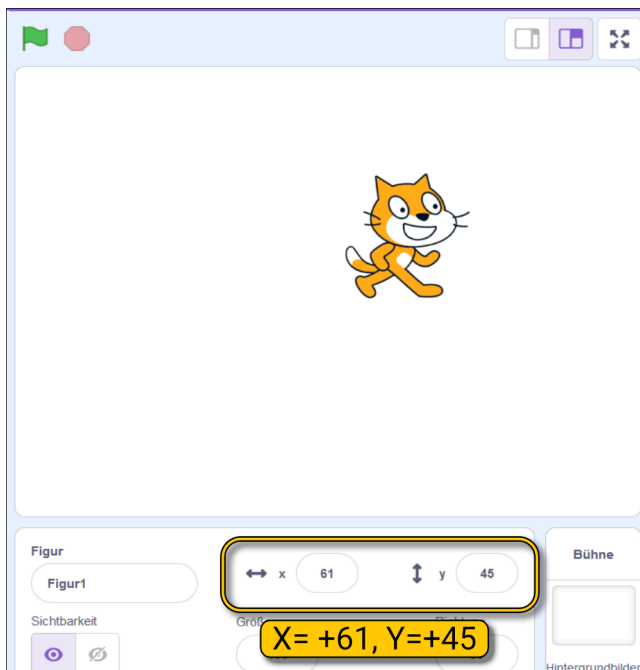 Figur
x 61
y 45
Bühne
Figur1
Sichtbarkeit
X= +61, Y=+45